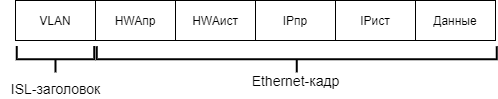 VLAN HWAпр HWAист IPпр IPист Данные
ISL-заголовок Ethernet-кадр